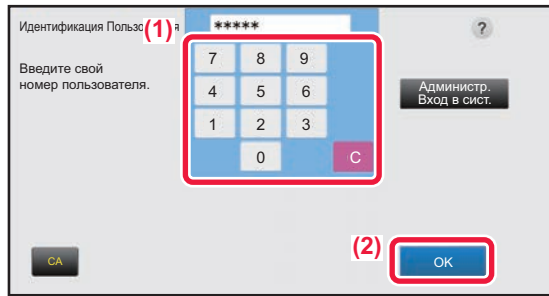 Идентификация Пользо
(1)
*****
?
Введите свой
номер пользователя.
7 8 9
4 5 6
1 2 3
0 C
Администр.
Вход в сист.
(2)
CA
OK